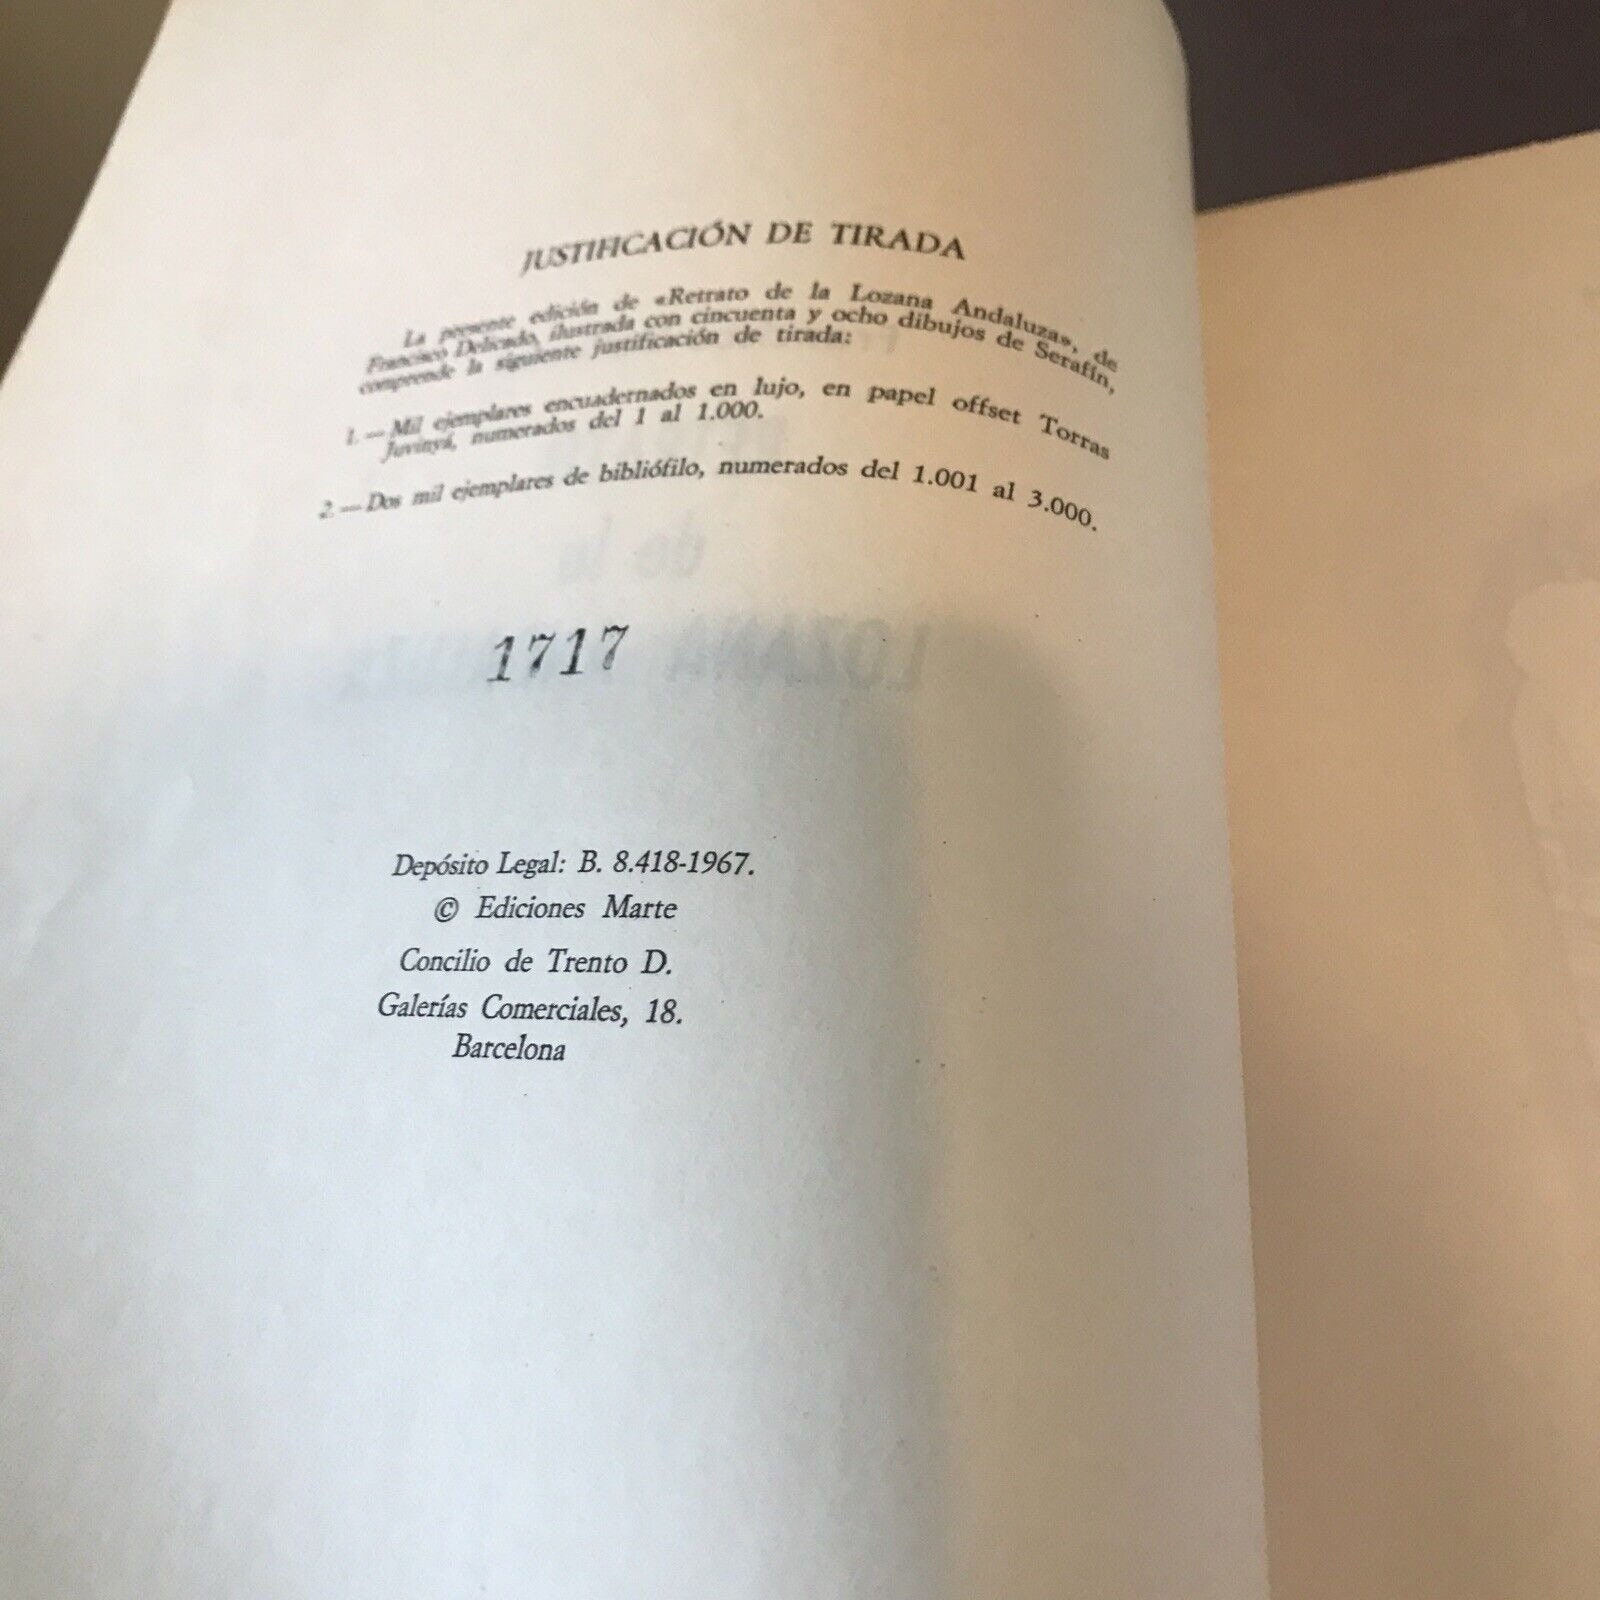 JUSTIFICACIÓN DE TIRADA
La presente edición de «Retrato de la Lozana Andaluza», de
Francisco Delicado, ilustrada con cincuenta y ocho dibujos de Serafín,
comprende la siguiente justificación de tirada:
1. — Mil ejemplares encuadernados en lujo, en papel offset Torras
Juvinyá, numerados del 1 al 1.000.
2. — Dos mil ejemplares de bibliófilo, numerados del 1.001 al 3.000.
de la
LOZANA
1717
Depósito Legal: B. 8.418-1967.
© Ediciones Marte
Concilio de Trento D.
Galerías Comerciales, 18.
Barcelona